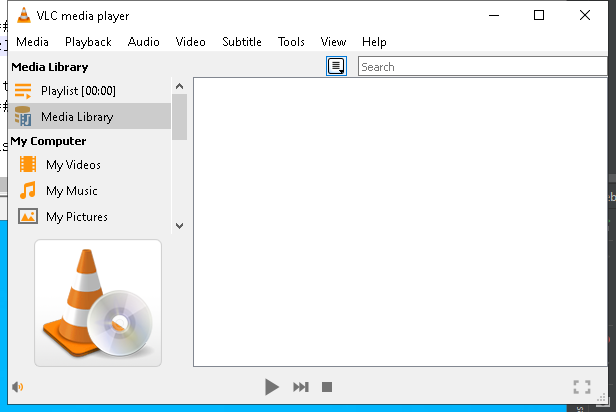 VLC media player
Media Playback Audio Video Subtitle Tools View Help
Media Library
Search
Playlist [00:00]
Media Library
My Computer
My Videos
My Music
My Pictures